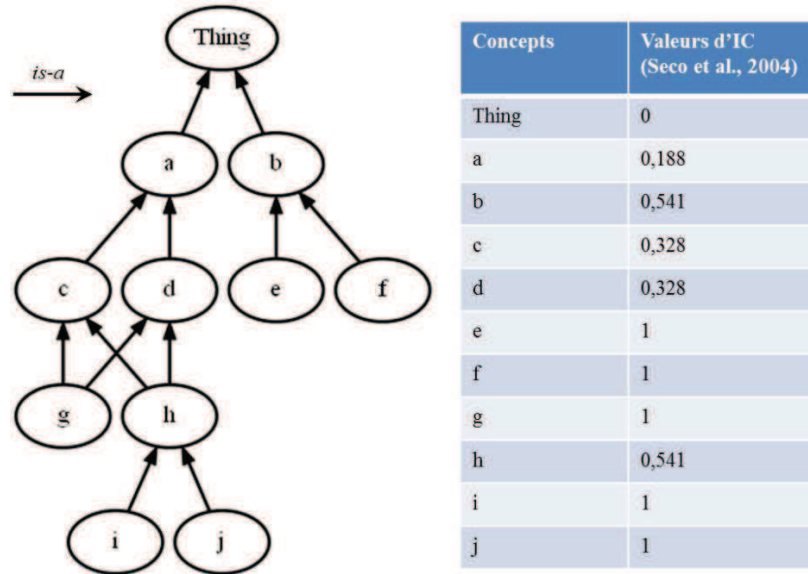 Thing
is-a
a
b
c
d
e
f
g
h
i
j
Concepts Valeurs d’IC
(Seco et al., 2004)
Thing 0
a 0,188
b 0,541
c 0,328
d 0,328
e 1
f 1
g 1
h 0,541
i 1
j 1